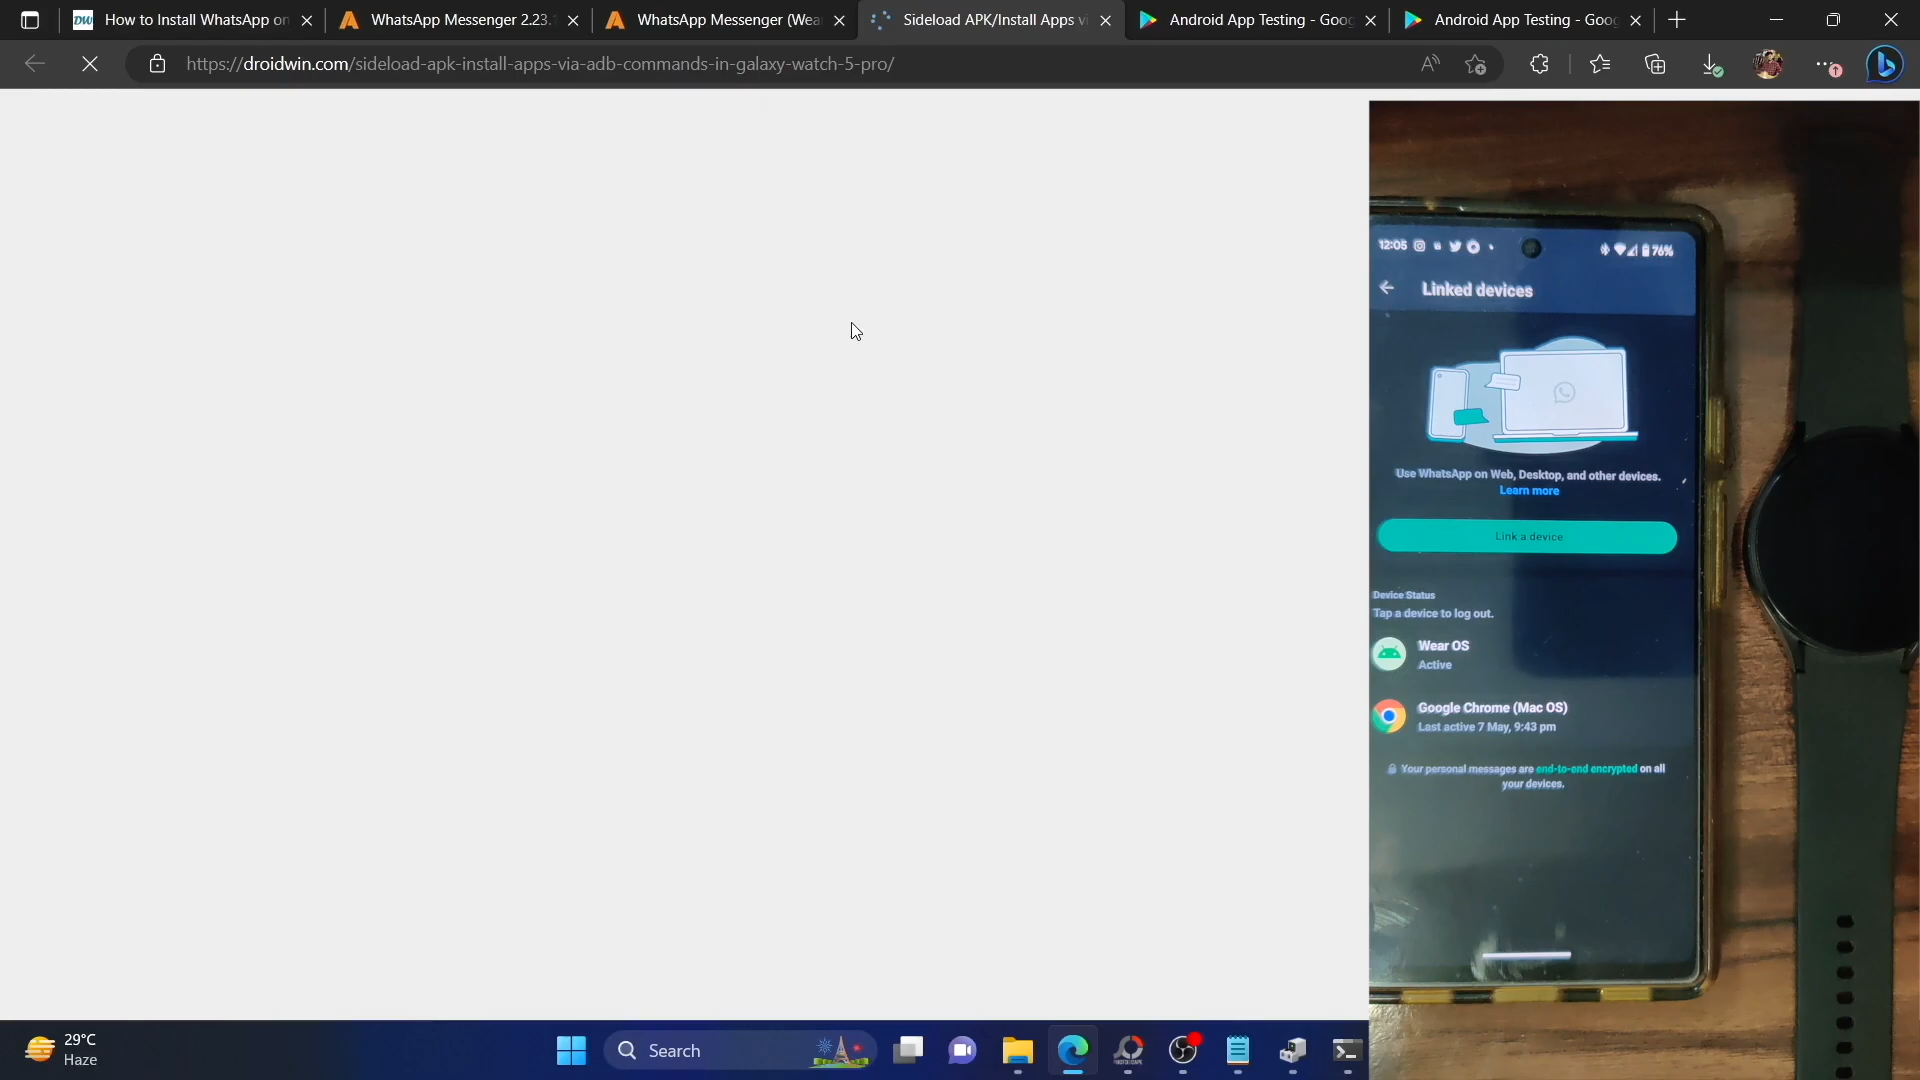 DW How to Install WhatsApp on
WhatsApp Messenger 2.23.
WhatsApp Messenger (Wea
Sideload APK/Install Apps vi
Android App Testing - Goog
Android App Testing - Goog
https://droidwin.com/sideload-apk-install-apps-via-adb-commands-in-galaxy-watch-5-pro/
12:05
76%
Linked devices
Use WhatsApp on Web, Desktop, and other devices.
Learn more
Link a device
Device Status
Tap a device to log out.
Wear OS
Active
Google Chrome (Mac OS)
Last active 7 May, 9:43 pm
Your personal messages are end-to-end encrypted on all
your devices.
29°C
Haze
Search